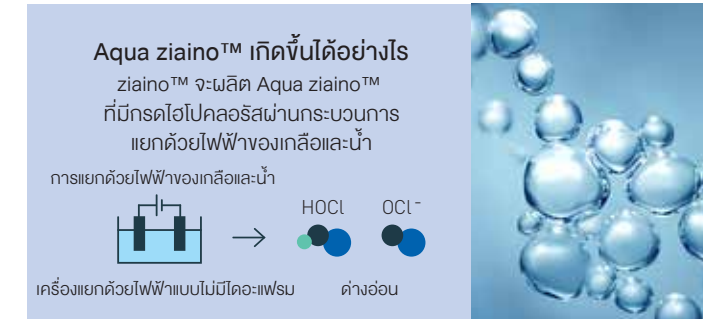 Aqua ziaino™ เกิดขึ้นได้อย่างไร
ziaino™ จะผลิต Aqua ziaino™
ที่มีกรดไฮโปคลอรัสผ่านกระบวนการ
แยกด้วยไฟฟ้าของเกลือและน้ำ
การแยกด้วยไฟฟ้าของเกลือและน้ำ
HOCl OCl⁻
เครื่องแยกด้วยไฟฟ้าแบบไม่มีไดอะแฟรม ด่างอ่อน